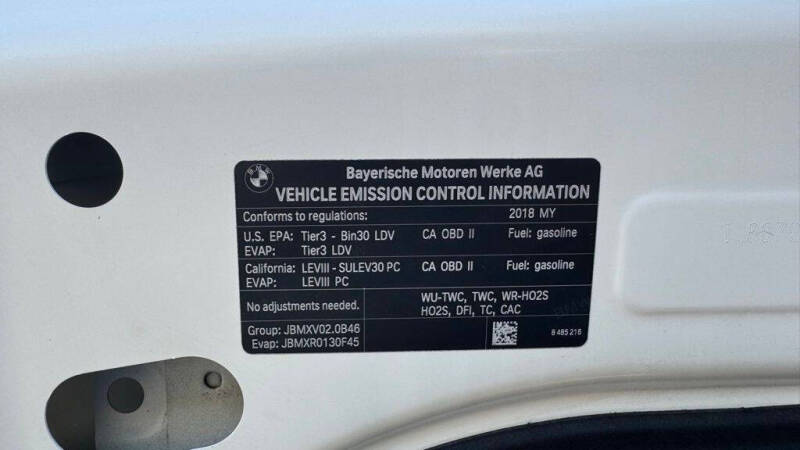 BMW
Bayerische Motoren Werke AG
VEHICLE EMISSION CONTROL INFORMATION
Conforms to regulations: 2018 MY
U.S. EPA: Tier3 - Bin30 LDV CA OBD II Fuel: gasoline
EVAP: Tier3 LDV
California: LEVIII - SULEV30 PC CA OBD II Fuel: gasoline
EVAP: LEVIII PC
No adjustments needed. WU-TWC, TWC, WR-HO2S
HO2S, DFI, TC, CAC
Group: JBMXV02.0B46
Evap: JBMXR0130F45
8 485 216